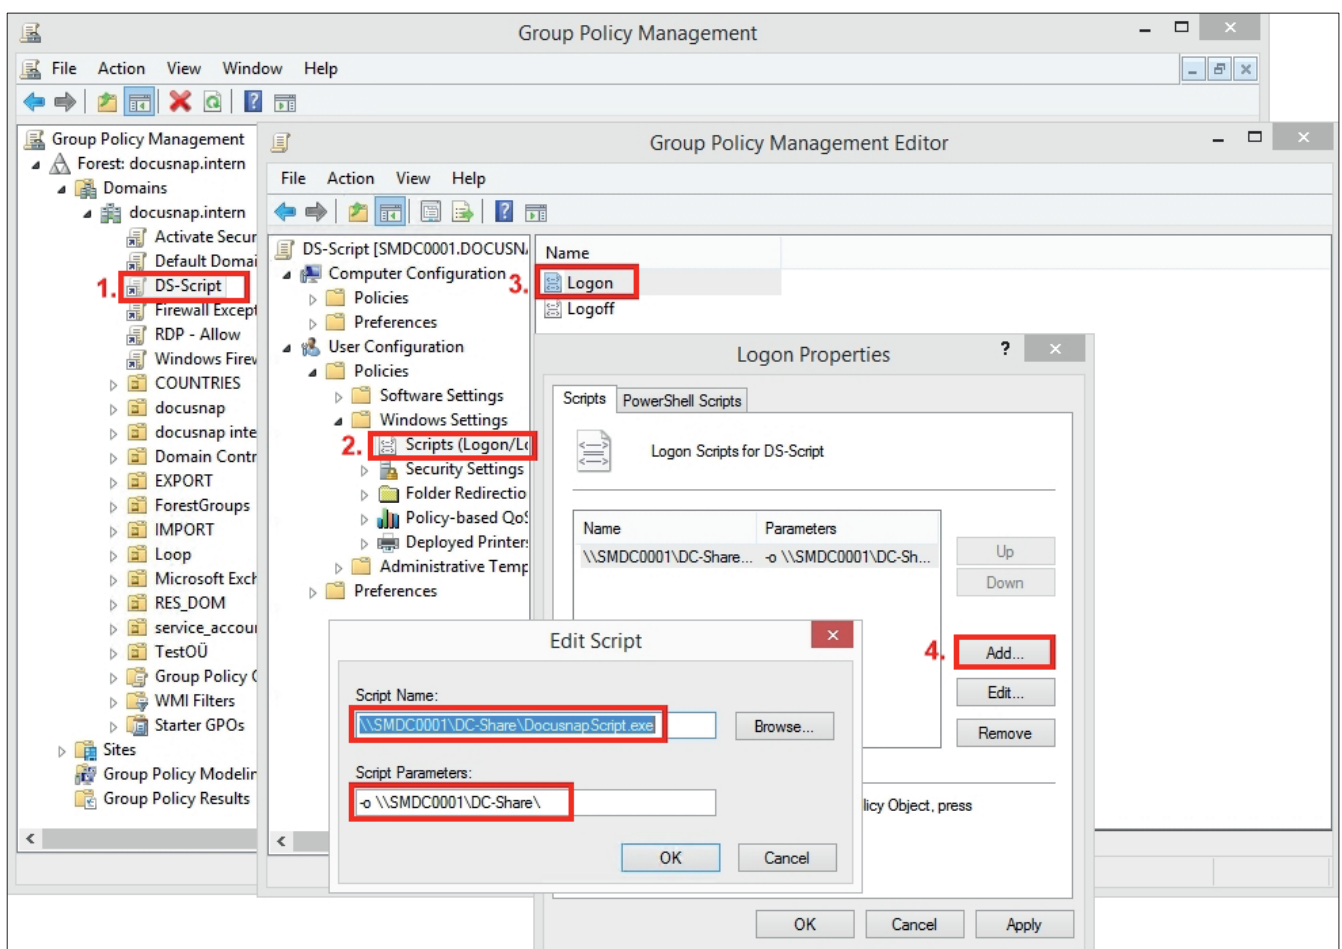 Group Policy Management
File Action View Window Help
Group Policy Management
Forest: docusnap.intern
Domains
docusnap.intern
Activate Secur
Default Domai
1. DS-Script
Firewall Except
RDP - Allow
Windows Firew
COUNTRIES
docusnap
docusnap inte
Domain Contr
EXPORT
ForestGroups
IMPORT
Loop
Microsoft Exch
RES_DOM
service_accou
TestOÜ
Group Policy
WMI Filters
Starter GPOs
Sites
Group Policy Modelin
Group Policy Results
Group Policy Management Editor
File Action View Help
DS-Script [SMDC0001.DOCUSN
Computer Configuration
Policies
Preferences
User Configuration
Policies
Software Settings
Windows Settings
2. Scripts (Logon/Lo
Security Settings
Folder Redirectio
Policy-based QoS
Deployed Printer
Administrative Temp
Preferences
Name
3. Logon
Logoff
Logon Properties
?
Scripts PowerShell Scripts
Logon Scripts for DS-Script
Name Parameters
\\SMDC0001\DC-Share... -o \\SMDC0001\DC-Sh...
Up
Down
4. Add...
Edit...
Remove
licy Object, press
OK Cancel Apply
Edit Script
Script Name:
\\SMDC0001\DC-Share\DocusnapScript.exe
Browse...
Script Parameters:
-o \\SMDC0001\DC-Share\
OK Cancel